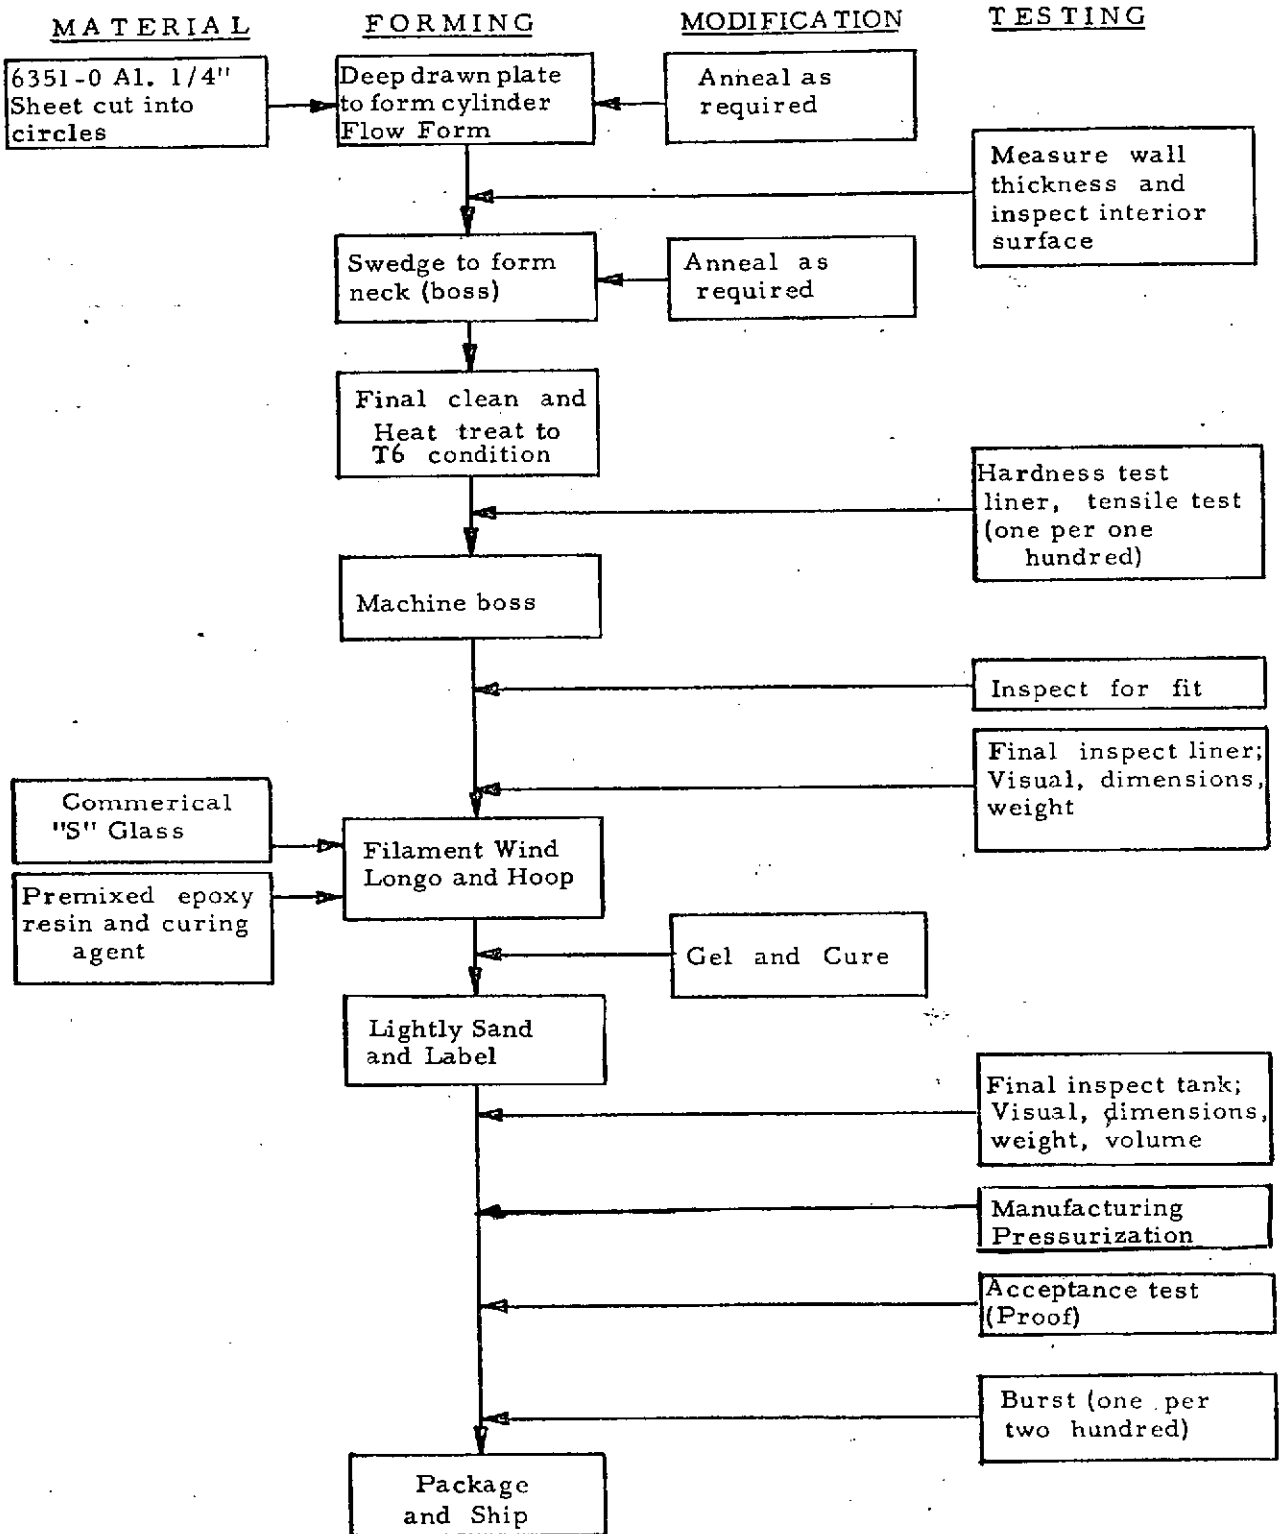 MATERIAL
FORMING
MODIFICATION
TESTING
6351-0 Al. 1/4"
Sheet cut into
circles
Deep drawn plate
to form cylinder
Flow Form
Anneal as
required
Measure wall
thickness and
inspect interior
surface
Swedge to form
neck (boss)
Anneal as
required
Final clean and
Heat treat to
T6 condition
Hardness test
liner, tensile test
(one per one
hundred)
Machine boss
Inspect for fit
Final inspect liner;
Visual, dimensions,
weight
Commerical
"S" Glass
Filament Wind
Longo and Hoop
Premixed epoxy
resin and curing
agent
Gel and Cure
Lightly Sand
and Label
Final inspect tank;
Visual, dimensions,
weight, volume
Manufacturing
Pressurization
Acceptance test
(Proof)
Burst (one per
two hundred)
Package
and Ship